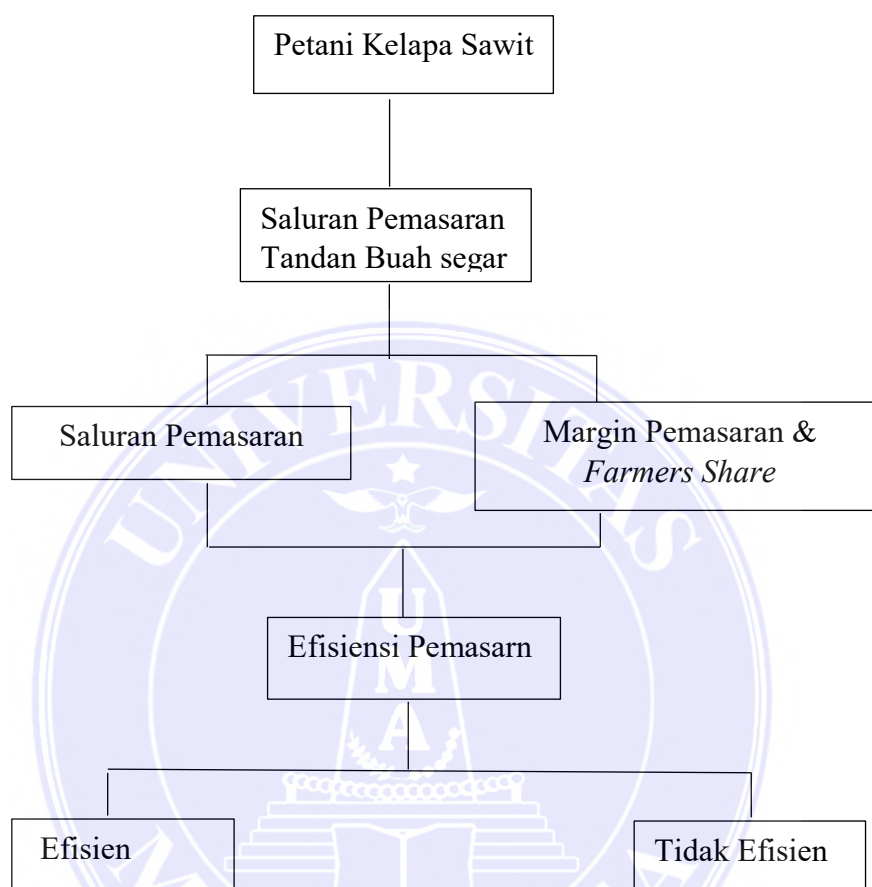 Petani Kelapa Sawit
Saluran Pemasaran
Tandan Buah segar
Saluran Pemasaran
Margin Pemasaran &
Farmers Share
Efisiensi Pemasarn
Efisien
Tidak Efisien
UNIVERSITAS
U
M
A